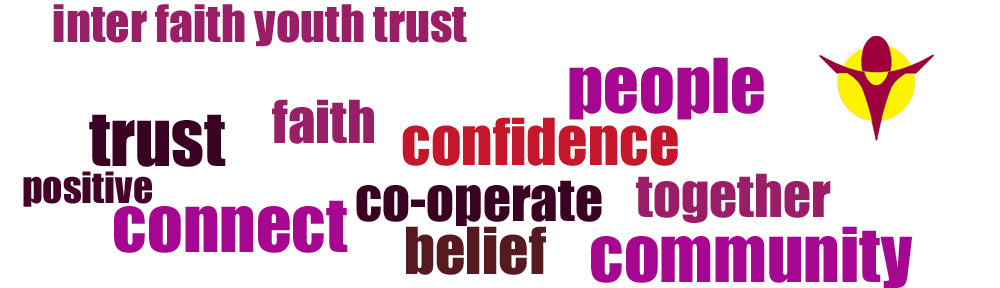 inter faith youth trust
people
trust
faith
confidence
positive
connect
co-operate
together
belief
community